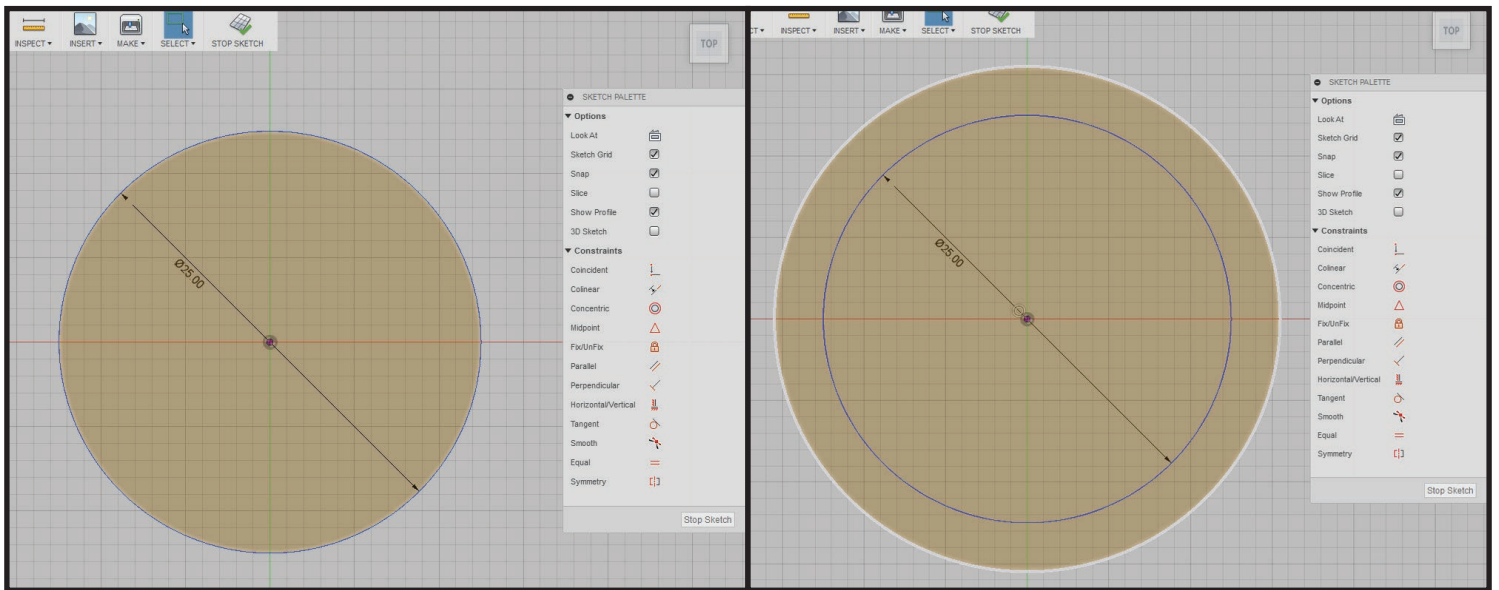 INSPECT ▾ INSERT ▾ MAKE ▾ SELECT ▾ STOP SKETCH
TOP
SKETCH PALETTE
▾ Options
Look At
Sketch Grid
Snap
Slice
Show Profile
3D Sketch
▾ Constraints
Coincident
Colinear
Concentric
Midpoint
Fix/UnFix
Parallel
Perpendicular
Horizontal/Vertical
Tangent
Smooth
Equal
Symmetry
Stop Sketch
Ø25.00
CT ▾ INSPECT ▾ INSERT ▾ MAKE ▾ SELECT ▾ STOP SKETCH
TOP
SKETCH PALETTE
▾ Options
Look At
Sketch Grid
Snap
Slice
Show Profile
3D Sketch
▾ Constraints
Coincident
Colinear
Concentric
Midpoint
Fix/UnFix
Parallel
Perpendicular
Horizontal/Vertical
Tangent
Smooth
Equal
Symmetry
Stop Sketch
Ø25.00